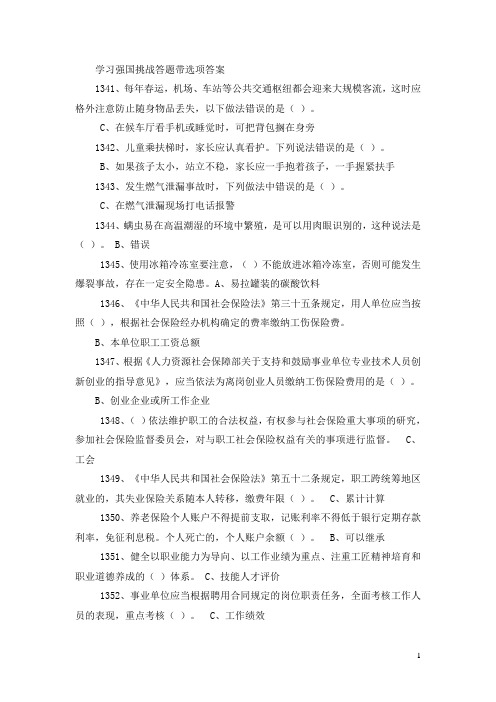 学习强国挑战答题带选项答案
1341、每年春运，机场、车站等公共交通枢纽都会迎来大规模客流，这时应
格外注意防止随身物品丢失，以下做法错误的是（ ）。
C、在候车厅看手机或睡觉时，可把背包搁在身旁
1342、儿童乘扶梯时，家长应认真看护。下列说法错误的是（ ）。
B、如果孩子太小，站立不稳，家长应一手抱着孩子，一手握紧扶手
1343、发生燃气泄漏事故时，下列做法中错误的是（ ）。
C、在燃气泄漏现场打电话报警
1344、螨虫易在高温潮湿的环境中繁殖，是可以用肉眼识别的，这种说法是
（ ）。 B、错误
1345、使用冰箱冷冻室要注意，（ ）不能放进冰箱冷冻室，否则可能发生
爆裂事故，存在一定安全隐患。A、易拉罐装的碳酸饮料
1346、《中华人民共和国社会保险法》第三十五条规定，用人单位应当按
照（ ），根据社会保险经办机构确定的费率缴纳工伤保险费。
B、本单位职工工资总额
1347、根据《人力资源社会保障部关于支持和鼓励事业单位专业技术人员创
新创业的指导意见》，应当依法为离岗创业人员缴纳工伤保险费用的是（ ）。
B、创业企业或所工作企业
1348、（ ）依法维护职工的合法权益，有权参与社会保险重大事项的研究，
参加社会保险监督委员会，对与职工社会保险权益有关的事项进行监督。 C、
工会
1349、《中华人民共和国社会保险法》第五十二条规定，职工跨统筹地区
就业的，其失业保险关系随本人转移，缴费年限（ ）。 C、累计计算
1350、养老保险个人账户不得提前支取，记账利率不得低于银行定期存款
利率，免征利息税。个人死亡的，个人账户余额（ ）。 B、可以继承
1351、健全以职业能力为导向、以工作业绩为重点、注重工匠精神培育和
职业道德养成的（ ）体系。 C、技能人才评价
1352、事业单位应当根据聘用合同规定的岗位职责任务，全面考核工作人
员的表现，重点考核（ ）。 C、工作绩效
1